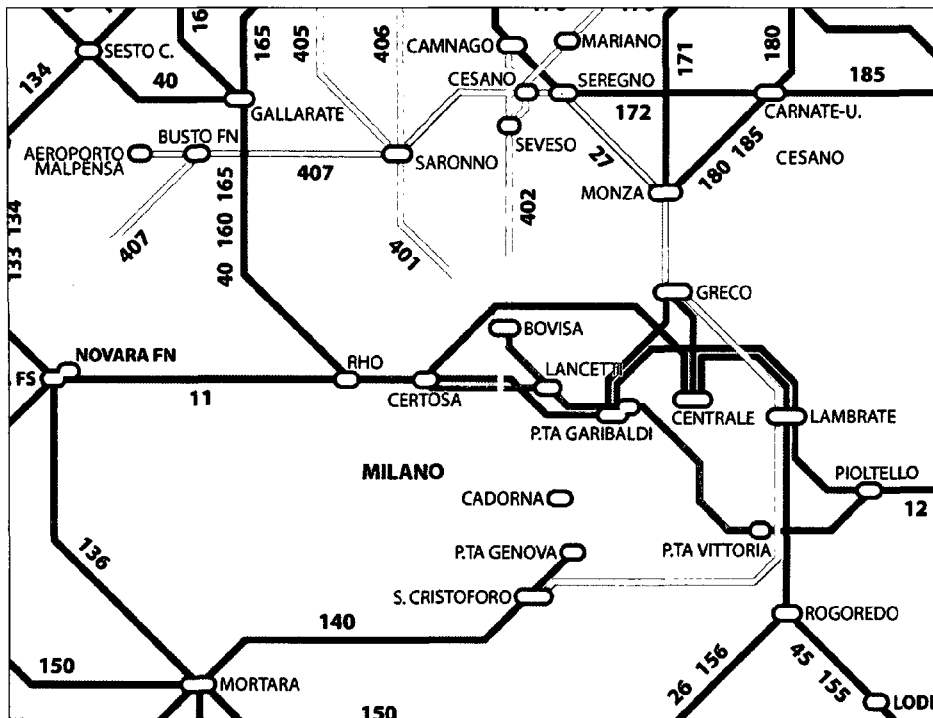 165
405
406
CAMNAGO
MARIANO
171
180
SESTO C.
134
40
CESANO
SEREGNO
185
GALLARATE
172
CARNATE-U.
BUSTO FN
SEVESO
27
180 185
CESANO
AEROPORTO
MALPENSA
407
SARONNO
MONZA
407
40 160 165
401
402
133 134
GRECO
BOVISA
NOVARA FN
RHO
LANCETTI
FS
11
CERTOSA
P.TA GARIBALDI
CENTRALE
LAMBRATE
MILANO
PIOLTELLO
CADORNA
12
P.TA GENOVA
P.TA VITTORIA
136
S. CRISTOFORO
140
ROGOREDO
150
MORTARA
26 156
45 155
LODI
150